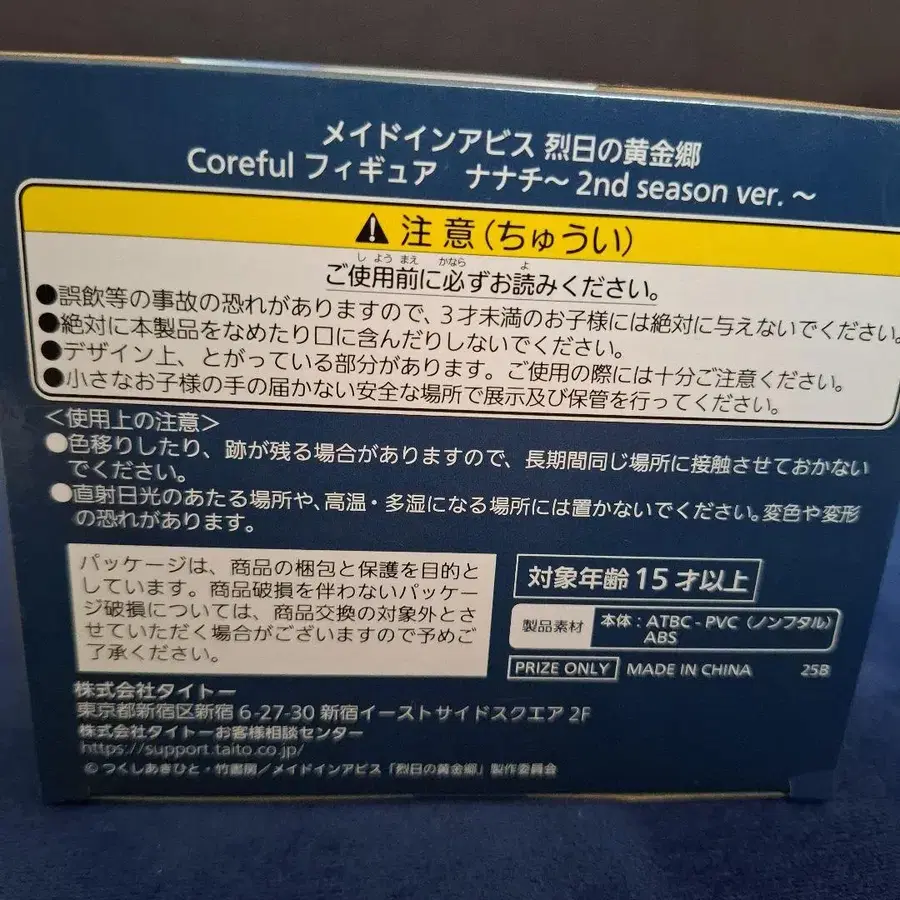 メイドインアビス 烈日の黄金郷
Coreful フィギュア ナナチ～2nd season ver.～
⚠注意(ちゅうい)
しよう まえ かなら よ
ご使用前に必ずお読みください。
●誤飲等の事故の恐れがありますので、3才未満のお子様には絶対に与えないでください。
●絶対に本製品をなめたり口に含んだりしないでください。
●デザイン上、とがっている部分があります。ご使用の際には十分ご注意ください。
●小さなお子様の手の届かない安全な場所で展示及び保管を行ってください。
＜使用上の注意＞
●色移りしたり、跡が残る場合がありますので、長期間同じ場所に接触させておかない
でください。
●直射日光のあたる場所や、高温・多湿になる場所には置かないでください。変色や変形
の恐れがあります。
パッケージは、商品の梱包と保護を目的と
しています。商品破損を伴わないパッケー
ジ破損については、商品交換の対象外とさ
せていただく場合がございますので予めご
了承ください。
対象年齢15才以上
製品素材 本体：ATBC-PVC（ノンフタル）
ABS
PRIZE ONLY MADE IN CHINA 25B
株式会社タイトー
東京都新宿区新宿6-27-30 新宿イーストサイドスクエア2F
株式会社タイトーお客様相談センター
https://support.taito.co.jp/
©つくしあきひと・竹書房／メイドインアビス「烈日の黄金郷」製作委員会